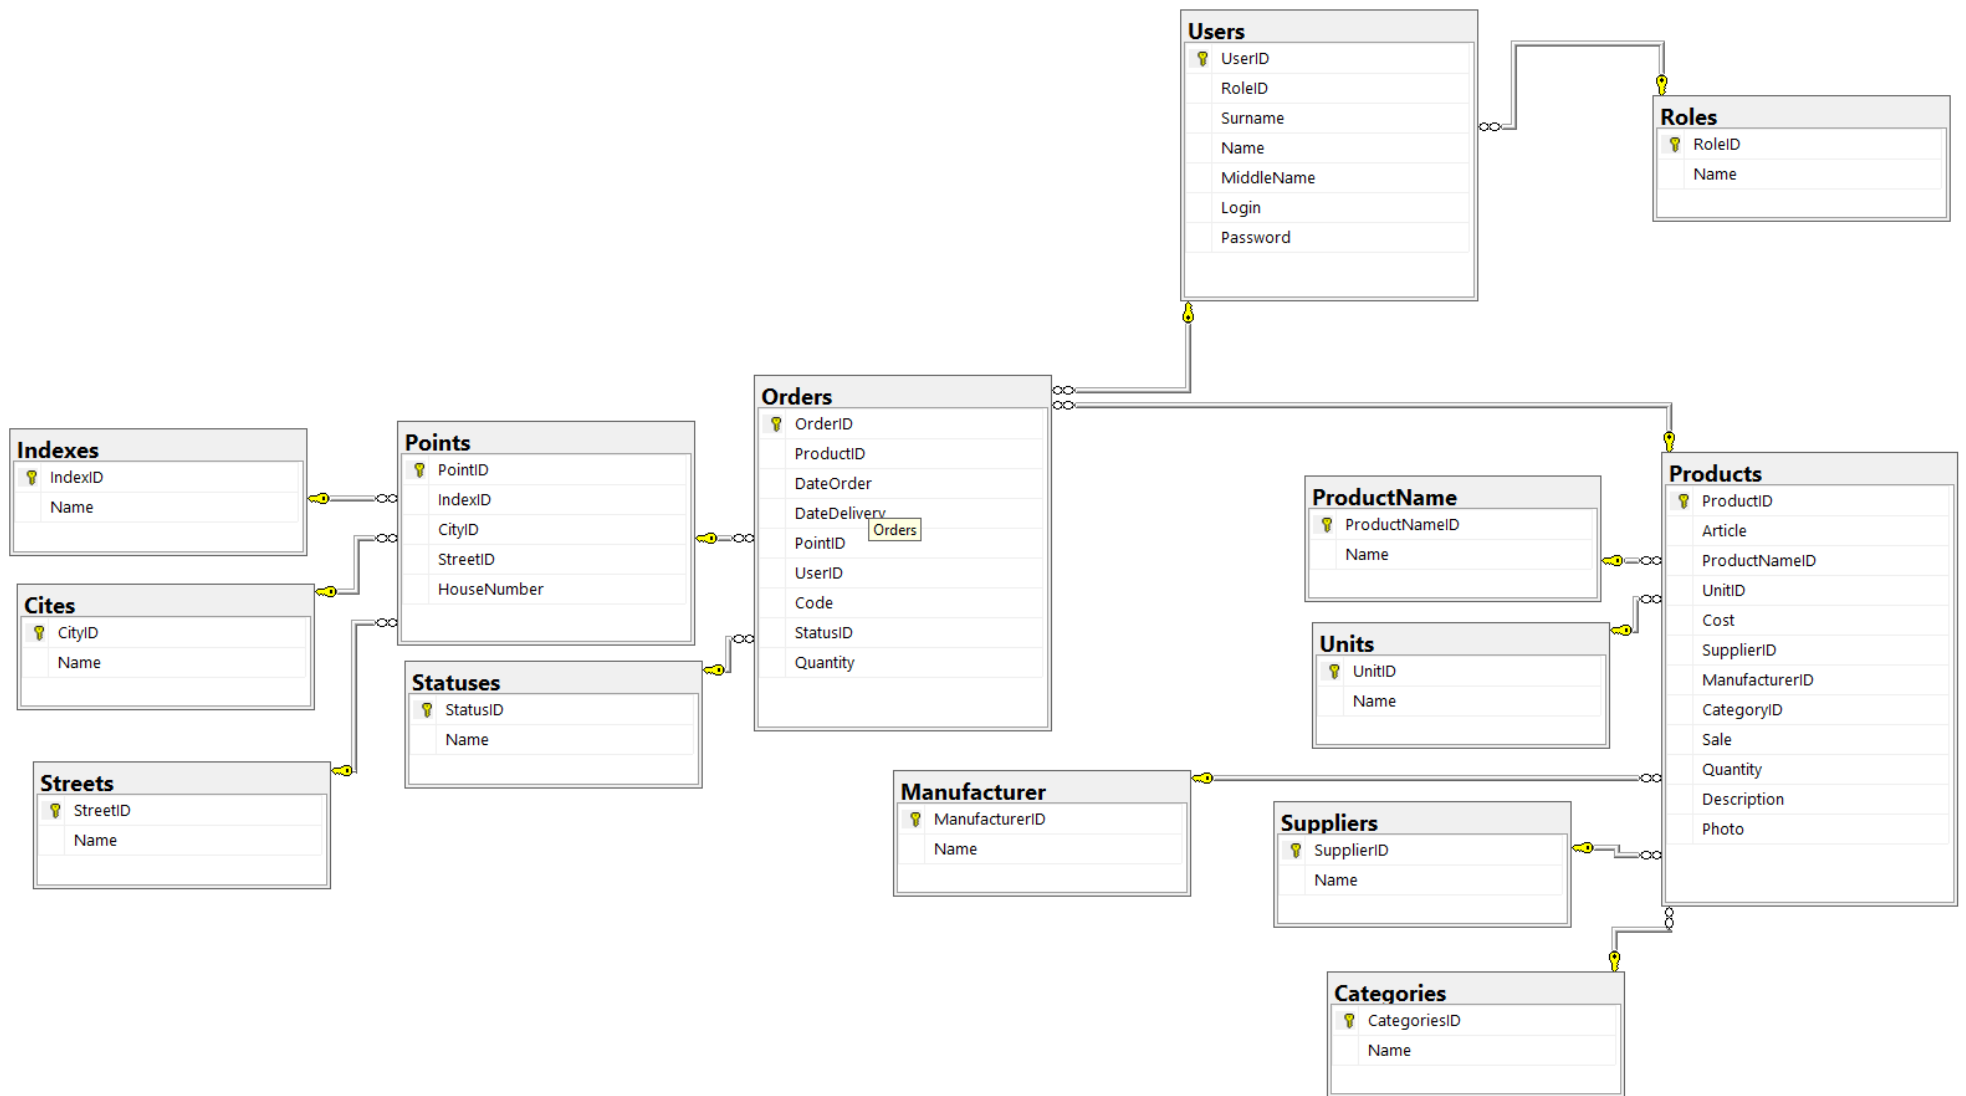 Users
UserID
RoleID
Surname
Name
MiddleName
Login
Password
Roles
RoleID
Name
Orders
OrderID
ProductID
DateOrder
DateDelivery
Orders
PointID
UserID
Code
StatusID
Quantity
Indexes
IndexID
Name
Points
PointID
IndexID
CityID
StreetID
HouseNumber
Cites
CityID
Name
Statuses
StatusID
Name
Streets
StreetID
Name
Products
ProductID
Article
ProductNameID
UnitID
Cost
SupplierID
ManufacturerID
CategoryID
Sale
Quantity
Description
Photo
ProductName
ProductNameID
Name
Units
UnitID
Name
Manufacturer
ManufacturerID
Name
Suppliers
SupplierID
Name
Categories
CategoriesID
Name